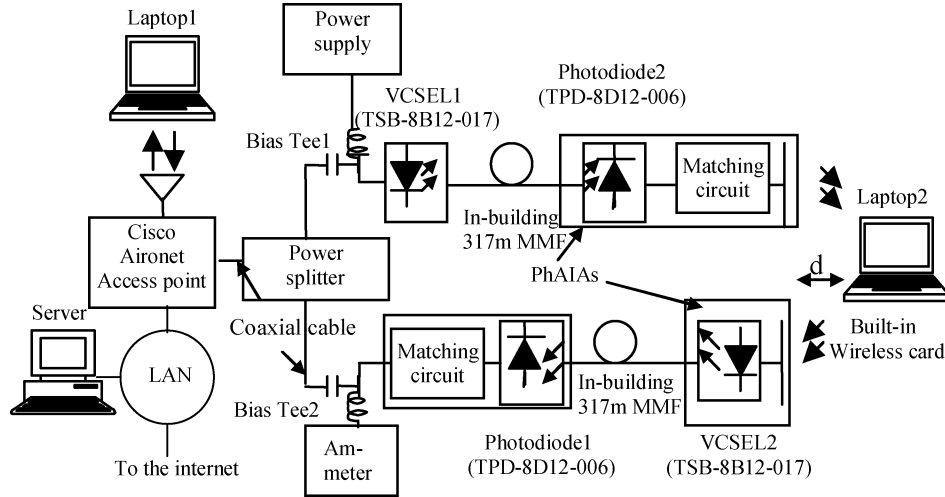 Laptop1
Power
supply
VCSEL1
(TSB-8B12-017)
Photodiode2
(TPD-8D12-006)
Bias Tee1
Matching
circuit
Laptop2
Cisco
Aironet
Access point
Power
splitter
In-building
317m MMF
PhAIAs
d
Server
Coaxial cable
LAN
Matching
circuit
In-building
317m MMF
Built-in
Wireless card
Bias Tee2
To the internet
Am-
meter
Photodiode1
(TPD-8D12-006)
VCSEL2
(TSB-8B12-017)